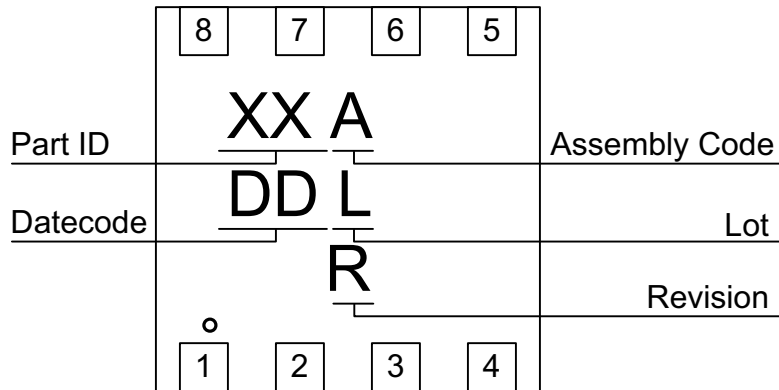 8 7 6 5
XX A
Part ID Assembly Code
DD L
Datecode Lot
R
Revision
1 2 3 4